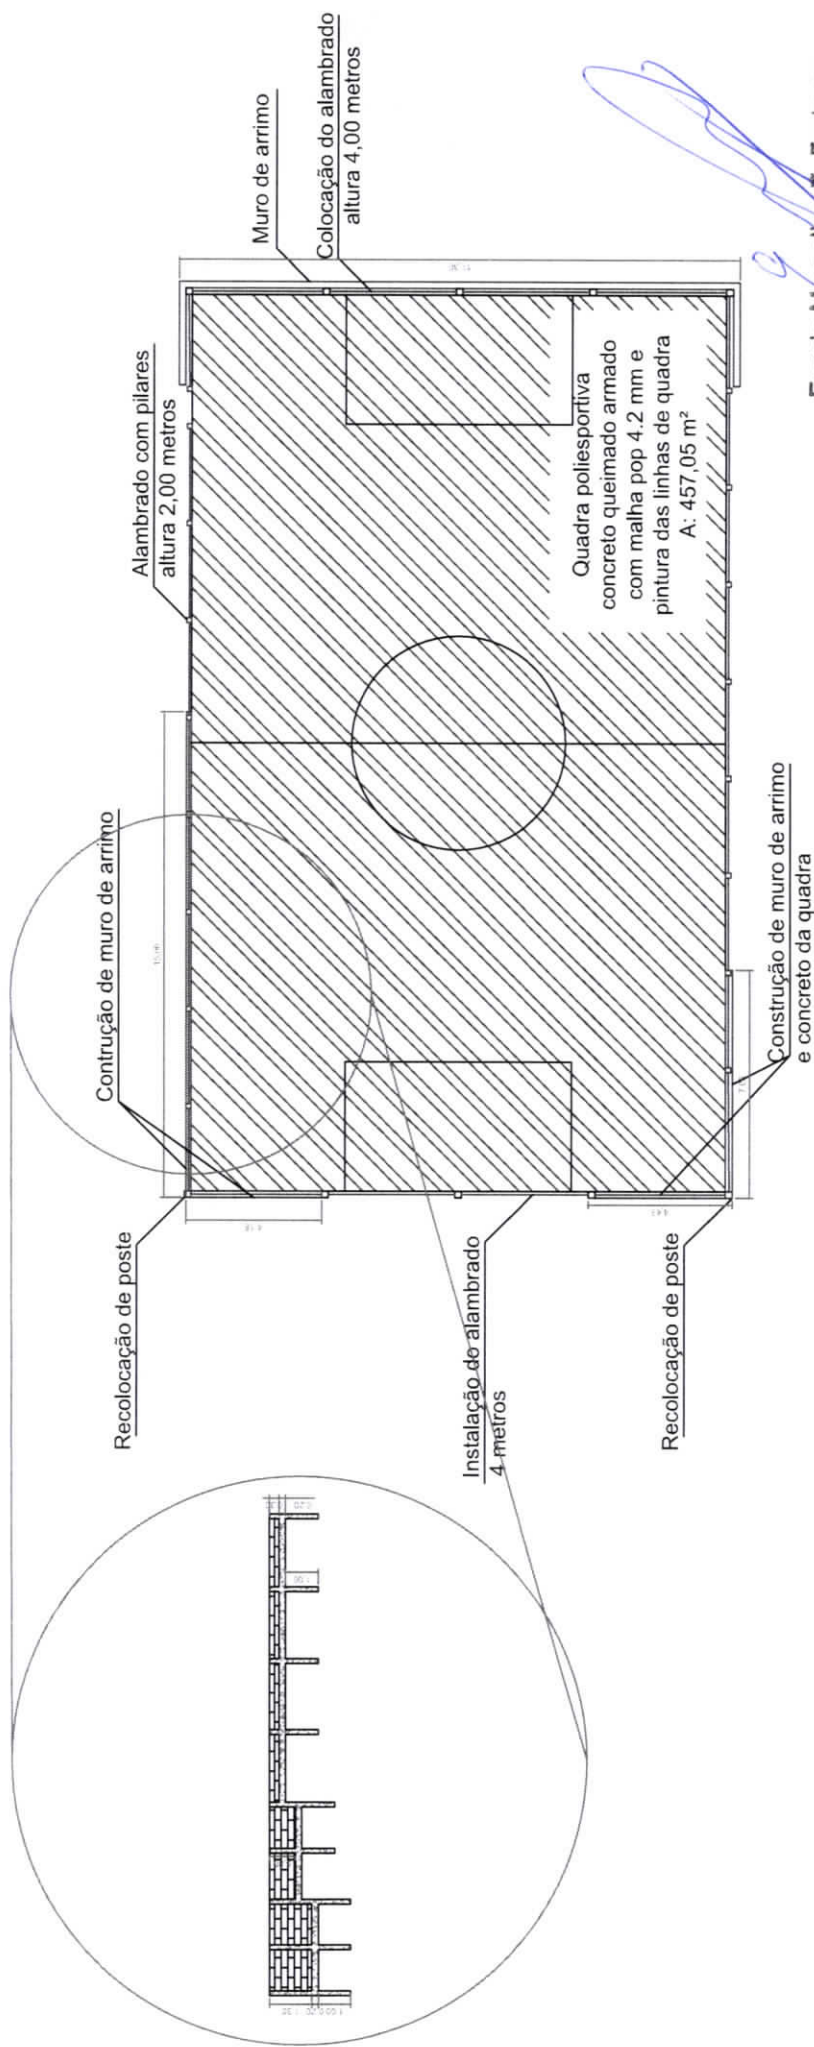 Muro de arrimo
Colocação do alambrado
altura 4,00 metros
Alambrado com pilares
altura 2,00 metros
Contrução de muro de arrimo
Recolocação de poste
Instalação do alambrado
4 metros
Recolocação de poste
Construção de muro de arrimo
e concreto da quadra
Quadra poliesportiva
concreto queimado armado
com malha pop 4.2 mm e
pintura das linhas de quadra
A: 457,05 m²